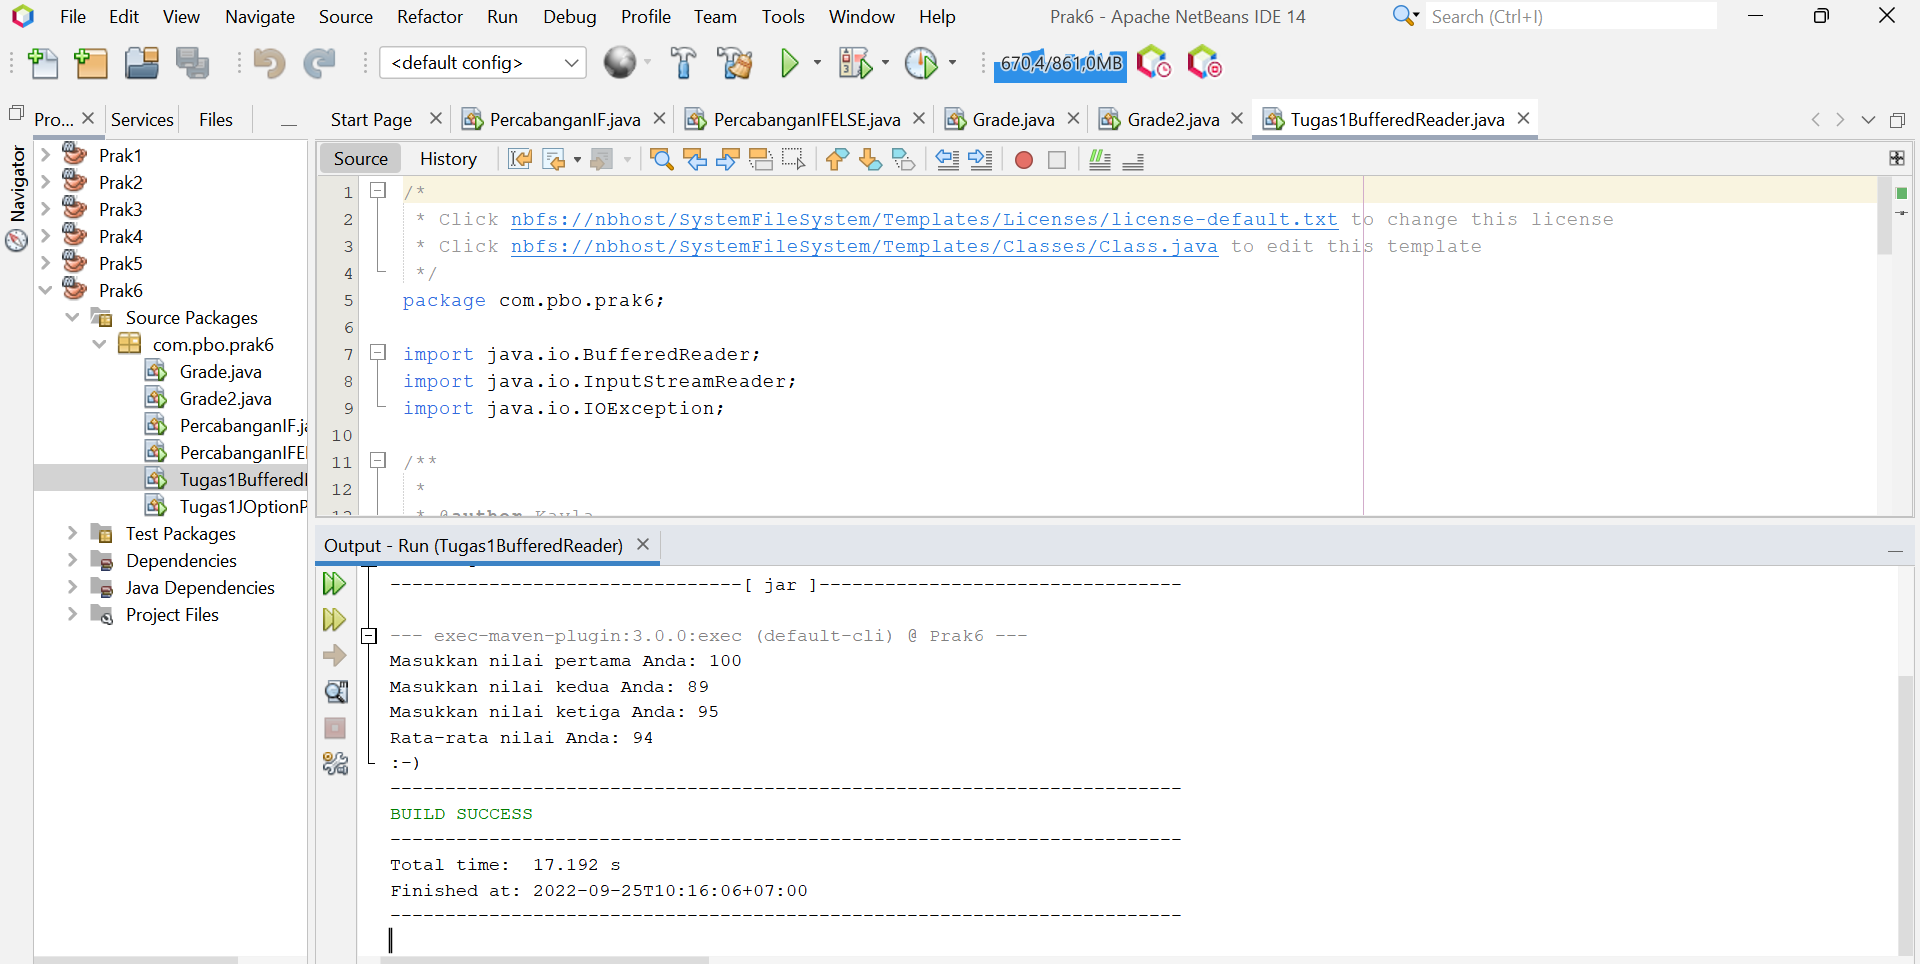 File Edit View Navigate Source Refactor Run Debug Profile Team Tools Window Help
Prak6 - Apache NetBeans IDE 14
Search (Ctrl+I)
<default config>
670,4/861,0MB
Pro... Services Files
Start Page PercabanganIF.java PercabanganIFELSE.java Grade.java Grade2.java Tugas1BufferedReader.java
Navigator
Prak1
Prak2
Prak3
Prak4
Prak5
Prak6
Source Packages
com.pbo.prak6
Grade.java
Grade2.java
PercabanganIF.ja
PercabanganIFEL
Tugas1BufferedR
Tugas1JOptionP
Test Packages
Dependencies
Java Dependencies
Project Files
Source History
1 /*
2 * Click nbfs://nbhost/SystemFileSystem/Templates/Licenses/license-default.txt to change this license
3 * Click nbfs://nbhost/SystemFileSystem/Templates/Classes/Class.java to edit this template
4 */
5 package com.pbo.prak6;
6
7 import java.io.BufferedReader;
8 import java.io.InputStreamReader;
9 import java.io.IOException;
10
11 /**
12 *
13 * @author Kayla
Output - Run (Tugas1BufferedReader)
--------------------------------[ jar ]---------------------------------
--- exec-maven-plugin:3.0.0:exec (default-cli) @ Prak6 ---
Masukkan nilai pertama Anda: 100
Masukkan nilai kedua Anda: 89
Masukkan nilai ketiga Anda: 95
Rata-rata nilai Anda: 94
:-)
------------------------------------------------------------------------
BUILD SUCCESS
------------------------------------------------------------------------
Total time:  17.192 s
Finished at: 2022-09-25T10:16:06+07:00
------------------------------------------------------------------------